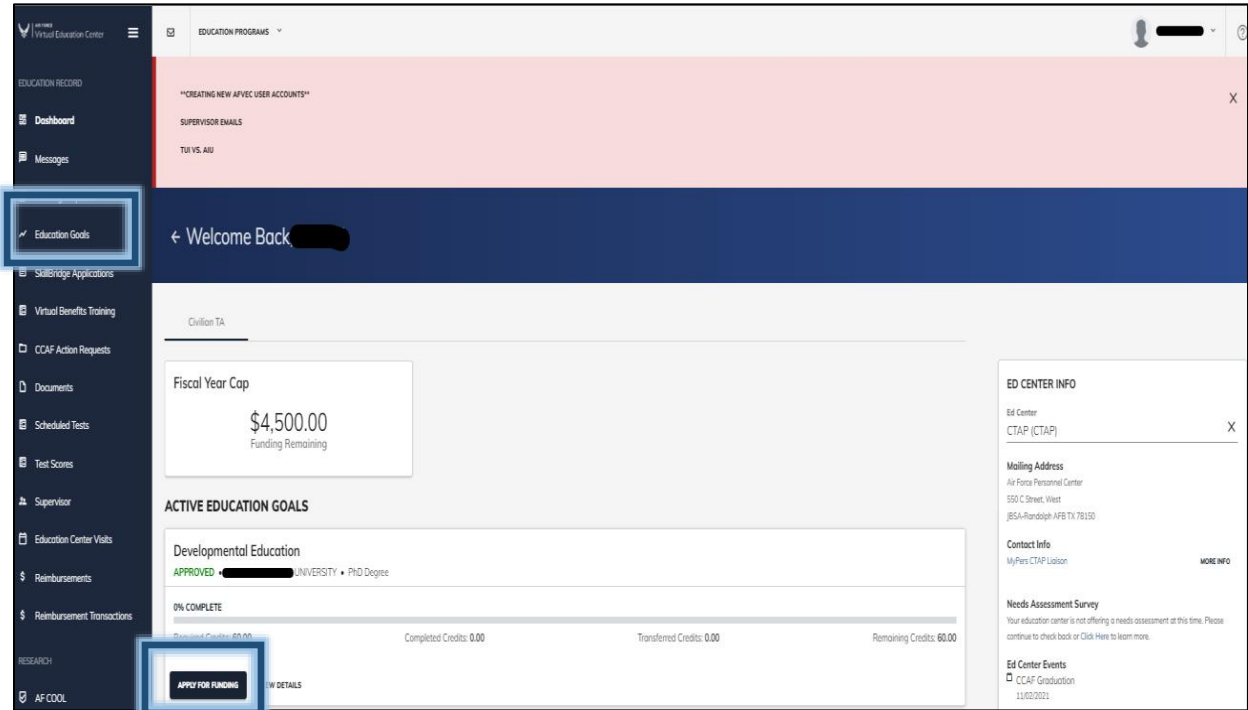 AIR FORCE
Virtual Education Center
EDUCATION RECORD
Dashboard
Messages
Education Goals
SkillBridge Applications
Virtual Benefits Training
CCAF Action Requests
Documents
Scheduled Tests
Test Scores
Supervisor
Education Center Visits
Reimbursements
Reimbursement Transactions
RESEARCH
AF COOL
EDUCATION PROGRAMS
**CREATING NEW AFVEC USER ACCOUNTS**
X
SUPERVISOR EMAILS
TUI VS. AIU
← Welcome Back,
Civilian TA
Fiscal Year Cap
$4,500.00
Funding Remaining
ACTIVE EDUCATION GOALS
Developmental Education
APPROVED • UNIVERSITY • PhD Degree
0% COMPLETE
Required Credits: 60.00 Completed Credits: 0.00 Transferred Credits: 0.00 Remaining Credits: 60.00
APPLY FOR FUNDING DETAILS
ED CENTER INFO
Ed Center
CTAP (CTAP) X
Mailing Address
Air Force Personnel Center
550 C Street, West
JBSA-Randolph AFB TX 78150
Contact Info
MyPers CTAP Liaison MORE INFO
Needs Assessment Survey
Your education center is not offering a needs assessment at this time. Please
continue to check back or Click Here to learn more.
Ed Center Events
CCAF Graduation
11/02/2021